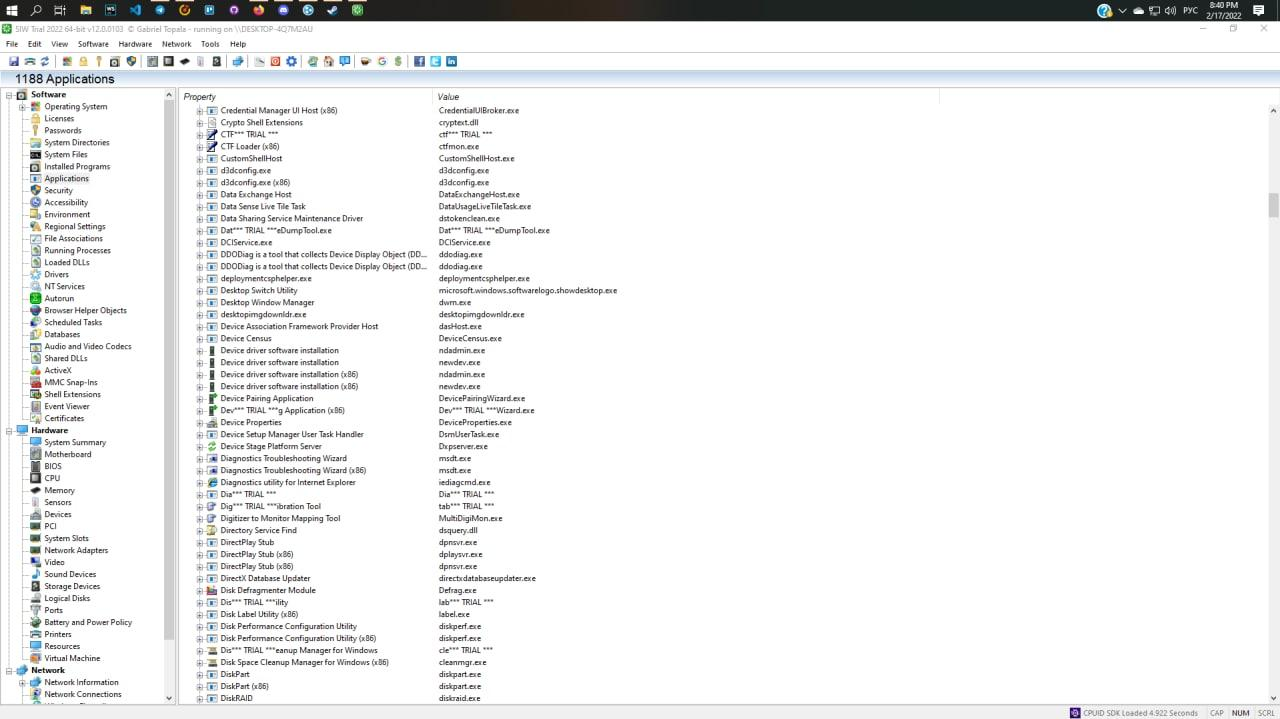 WS
РУС
8:40 PM
2/17/2022
SIW Trial 2022 64-bit v12.0.0103 © Gabriel Topala - running on \\DESKTOP-4Q7M2AU
File Edit View Software Hardware Network Tools Help
1188 Applications
Software
Operating System
Licenses
Passwords
System Directories
System Files
Installed Programs
Applications
Security
Accessibility
Environment
Regional Settings
File Associations
Running Processes
Loaded DLLs
Drivers
NT Services
Autorun
Browser Helper Objects
Scheduled Tasks
Databases
Audio and Video Codecs
Shared DLLs
ActiveX
MMC Snap-Ins
Shell Extensions
Event Viewer
Certificates
Hardware
System Summary
Motherboard
BIOS
CPU
Memory
Sensors
Devices
PCI
System Slots
Network Adapters
Video
Sound Devices
Storage Devices
Logical Disks
Ports
Battery and Power Policy
Printers
Resources
Virtual Machine
Network
Network Information
Network Connections
Property Value
Credential Manager UI Host (x86) CredentialUIBroker.exe
Crypto Shell Extensions cryptext.dll
CTF*** TRIAL *** ctf*** TRIAL ***
CTF Loader (x86) ctfmon.exe
CustomShellHost CustomShellHost.exe
d3dconfig.exe d3dconfig.exe
d3dconfig.exe (x86) d3dconfig.exe
Data Exchange Host DataExchangeHost.exe
Data Sense Live Tile Task DataUsageLiveTileTask.exe
Data Sharing Service Maintenance Driver dstokenclean.exe
Dat*** TRIAL ***eDumpTool.exe Dat*** TRIAL ***eDumpTool.exe
DCIService.exe DCIService.exe
DDODiag is a tool that collects Device Display Object (DD... ddodiag.exe
DDODiag is a tool that collects Device Display Object (DD... ddodiag.exe
deploymentcsphelper.exe deploymentcsphelper.exe
Desktop Switch Utility microsoft.windows.softwarelogo.showdesktop.exe
Desktop Window Manager dwm.exe
desktopimgdownldr.exe desktopimgdownldr.exe
Device Association Framework Provider Host dasHost.exe
Device Census DeviceCensus.exe
Device driver software installation ndadmin.exe
Device driver software installation newdev.exe
Device driver software installation (x86) ndadmin.exe
Device driver software installation (x86) newdev.exe
Device Pairing Application DevicePairingWizard.exe
Dev*** TRIAL ***g Application (x86) Dev*** TRIAL ***Wizard.exe
Device Properties DeviceProperties.exe
Device Setup Manager User Task Handler DsmUserTask.exe
Device Stage Platform Server Dxpserver.exe
Diagnostics Troubleshooting Wizard msdt.exe
Diagnostics Troubleshooting Wizard (x86) msdt.exe
Diagnostics utility for Internet Explorer iediagcmd.exe
Dia*** TRIAL *** Dia*** TRIAL ***
Dig*** TRIAL ***ibration Tool tab*** TRIAL ***
Digitizer to Monitor Mapping Tool MultiDigiMon.exe
Directory Service Find dsquery.dll
DirectPlay Stub dpnsvr.exe
DirectPlay Stub (x86) dplaysvr.exe
DirectPlay Stub (x86) dpnsvr.exe
DirectX Database Updater directxdatabaseupdater.exe
Disk Defragmenter Module Defrag.exe
Dis*** TRIAL ***ility lab*** TRIAL ***
Disk Label Utility (x86) label.exe
Disk Performance Configuration Utility diskperf.exe
Disk Performance Configuration Utility (x86) diskperf.exe
Dis*** TRIAL ***eanup Manager for Windows cle*** TRIAL ***
Disk Space Cleanup Manager for Windows (x86) cleanmgr.exe
DiskPart diskpart.exe
DiskPart (x86) diskpart.exe
DiskRAID diskraid.exe
CPUID SDK Loaded 4.922 Seconds CAP NUM SCRL